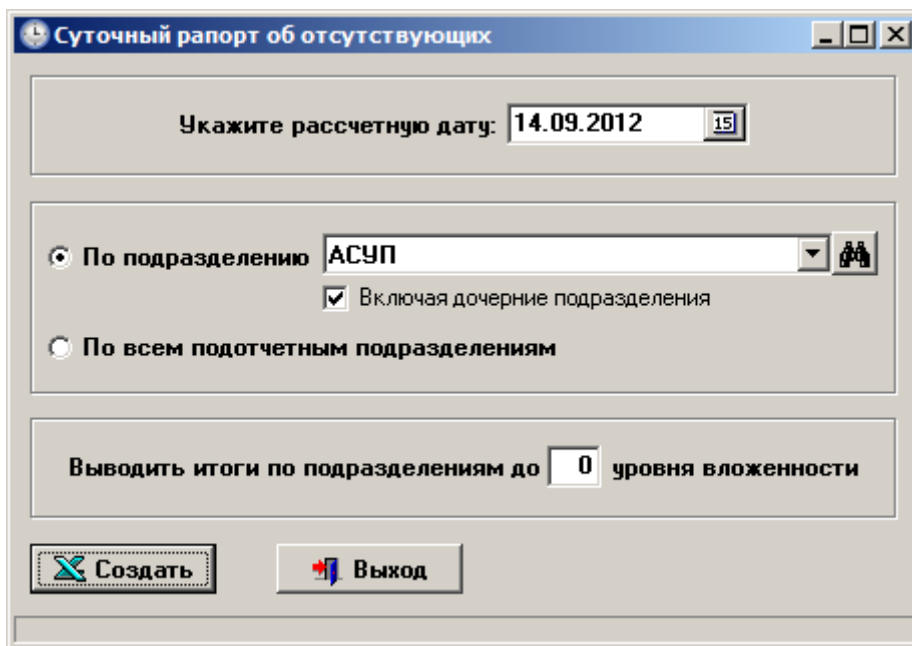 Суточный рапорт об отсутствующих
Укажите рассчетную дату: 14.09.2012 15
По подразделению АСУП
Включая дочерние подразделения
По всем подотчетным подразделениям
Выводить итоги по подразделениям до 0 уровня вложенности
Создать Выход